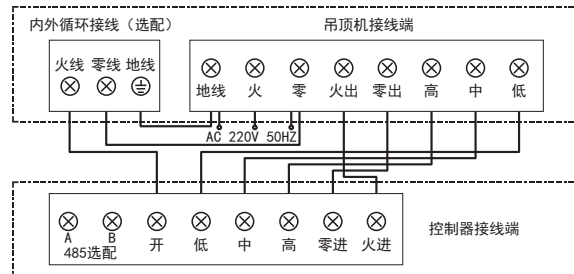 内外循环接线（选配）
吊顶机接线端
火线 零线 地线
地线 火 零 火出 零出 高 中 低
AC 220V 50HZ
A B 开 低 中 高 零进 火进
485选配
控制器接线端